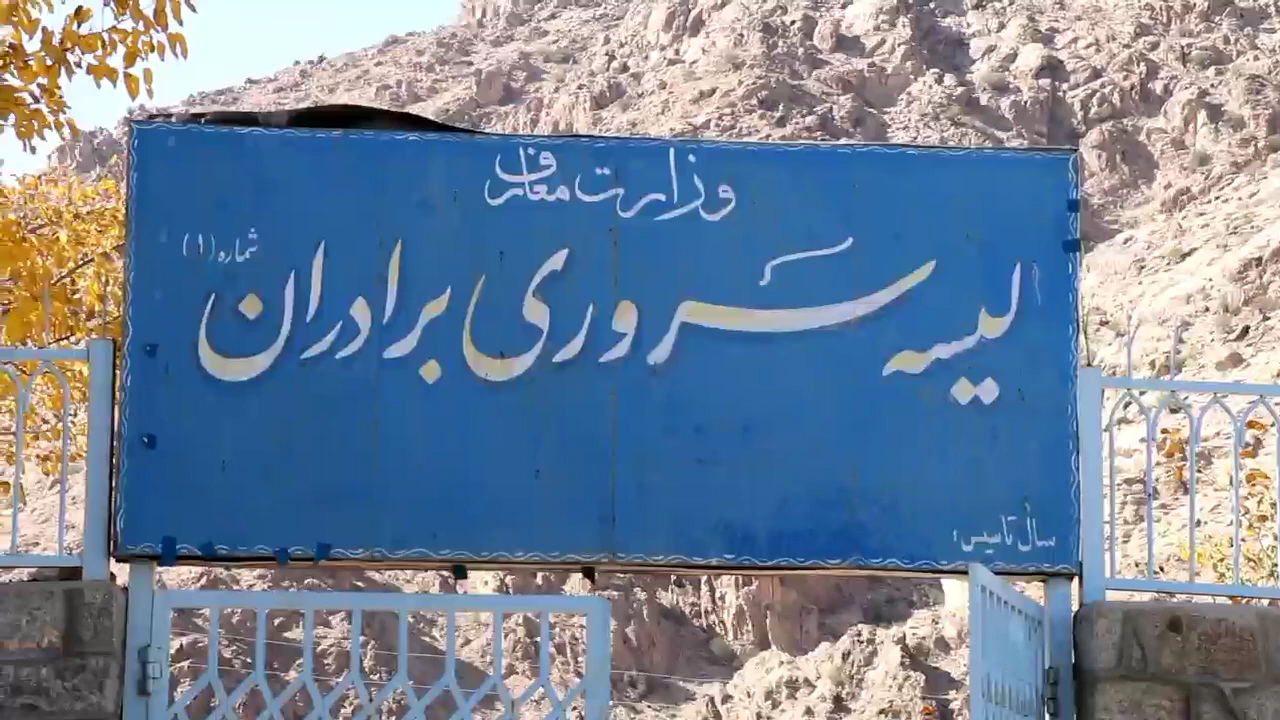 وزارت معارف
لیسه سروری برادران
شماره (۱)
سال تاسیس: